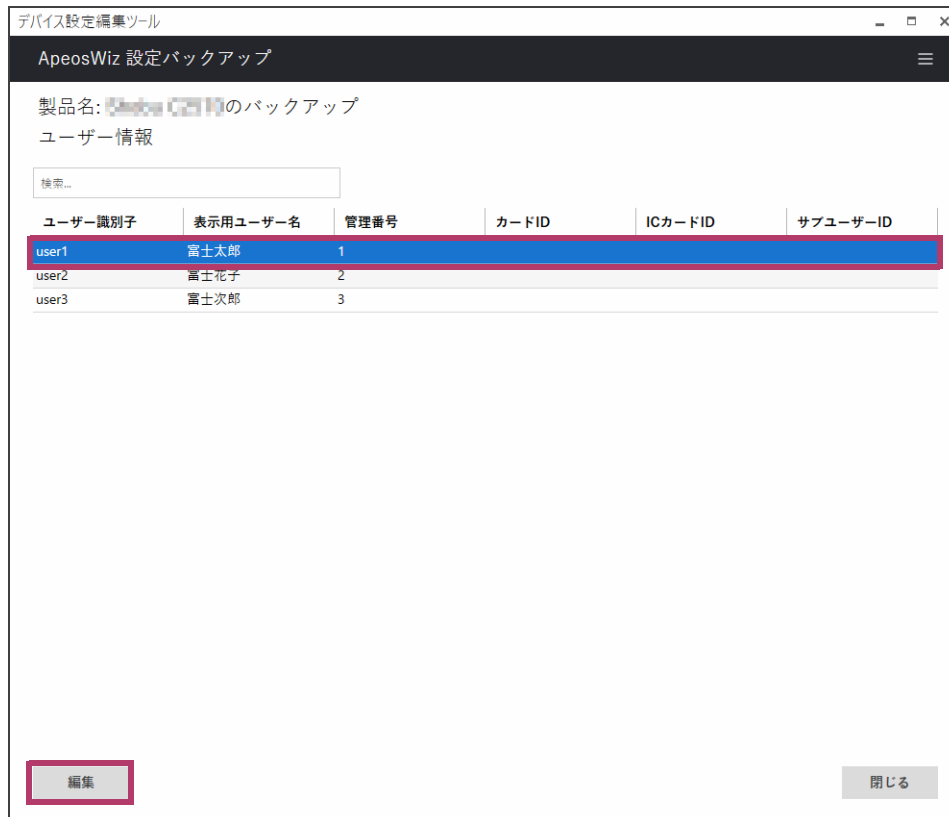 デバイス設定編集ツール
ApeosWiz 設定バックアップ
製品名: のバックアップ
ユーザー情報
検索...
ユーザー識別子 表示用ユーザー名 管理番号 カードID ICカードID サブユーザーID
user1 富士太郎 1
user2 富士花子 2
user3 富士次郎 3
編集 閉じる